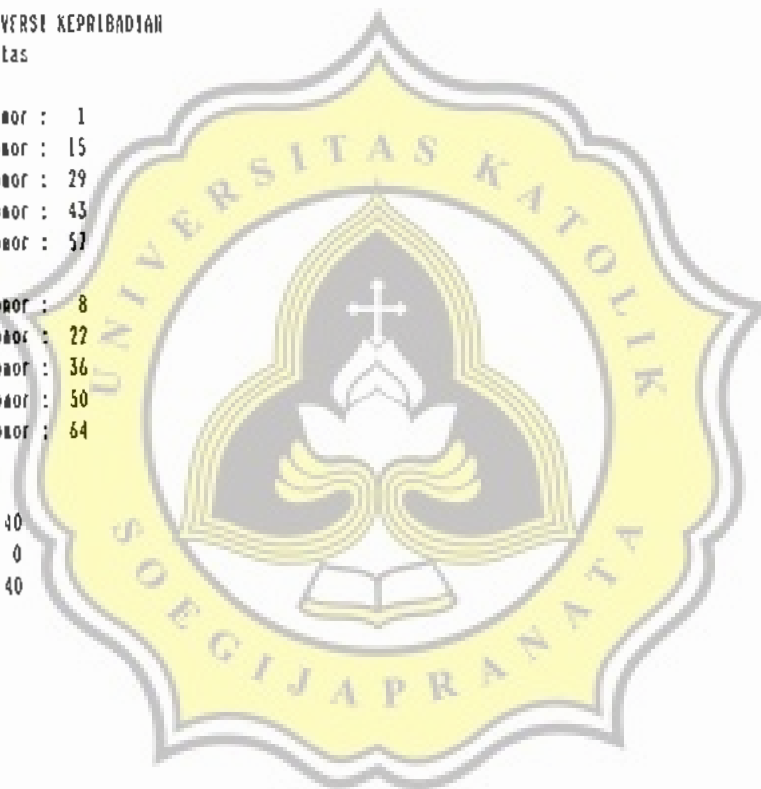 VERSI KEPRIBADIAN
tas
mor : 1
mor : 15
mor : 29
mor : 43
mor : 57
mor : 8
mor : 22
mor : 36
mor : 50
mor : 64
40
0
40
UNIVERSITAS KATOLIK
SOEGIJAPRANATA